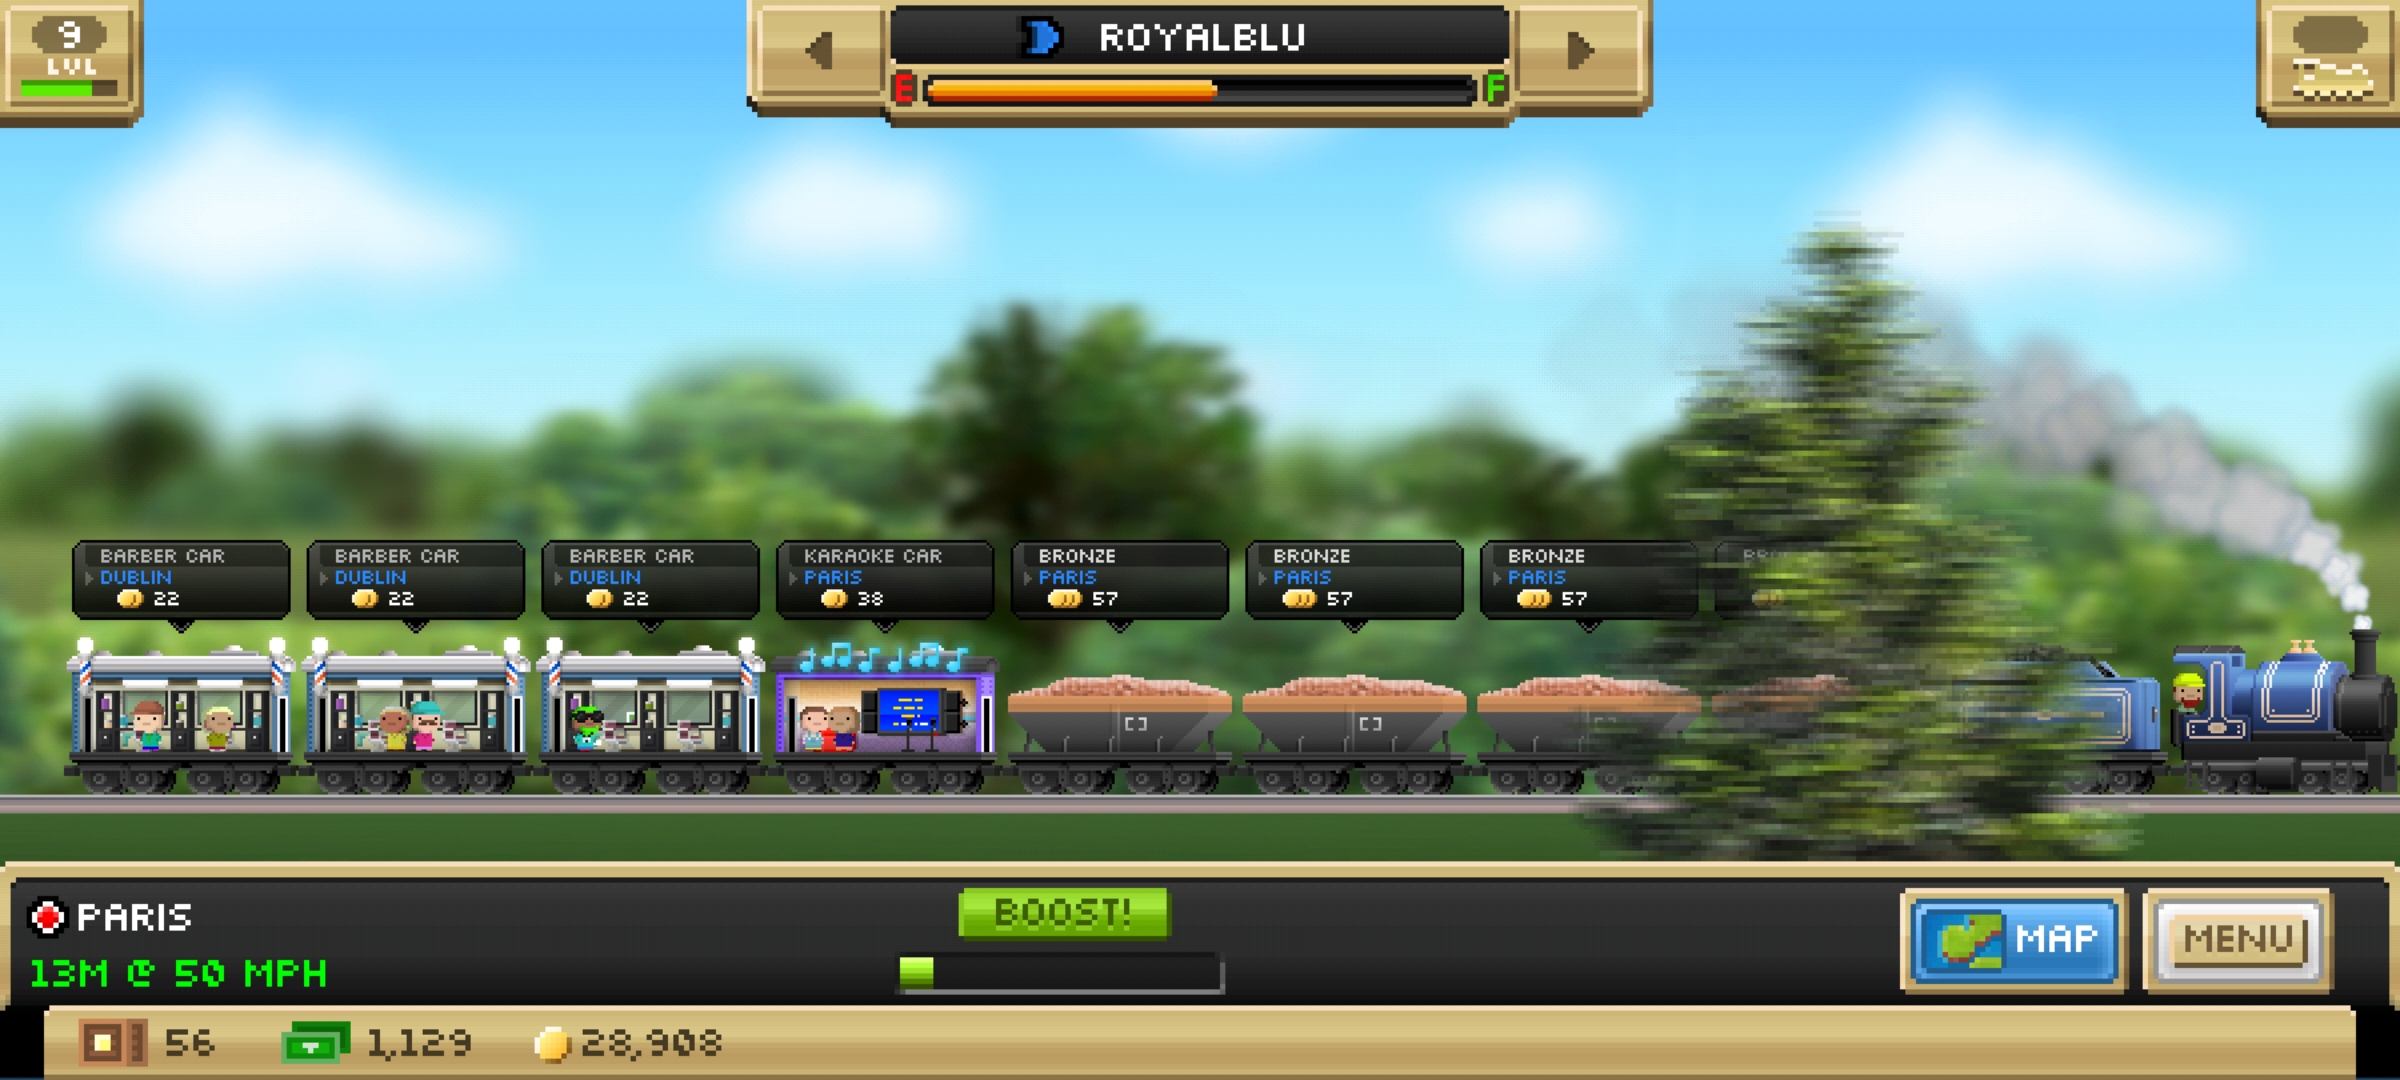 9
LVL
ROYALBLU
E F
BARBER CAR
DUBLIN
22
BARBER CAR
DUBLIN
22
BARBER CAR
DUBLIN
22
KARAOKE CAR
PARIS
38
BRONZE
PARIS
57
BRONZE
PARIS
57
BRONZE
PARIS
57
PARIS
13M @ 50 MPH
BOOST!
MAP
MENU
56
1,129
28,908